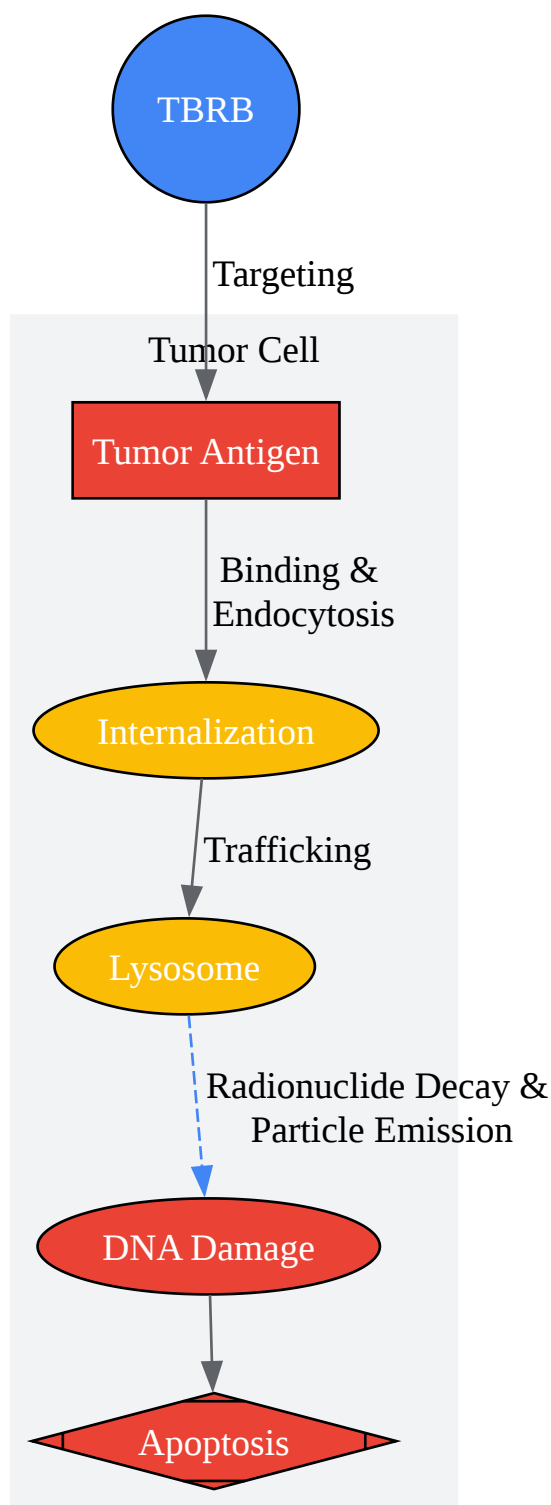 TBRB
Targeting
Tumor Cell
Tumor Antigen
Binding &
Endocytosis
Internalization
Trafficking
Lysosome
Radionuclide Decay &
Particle Emission
DNA Damage
Apoptosis